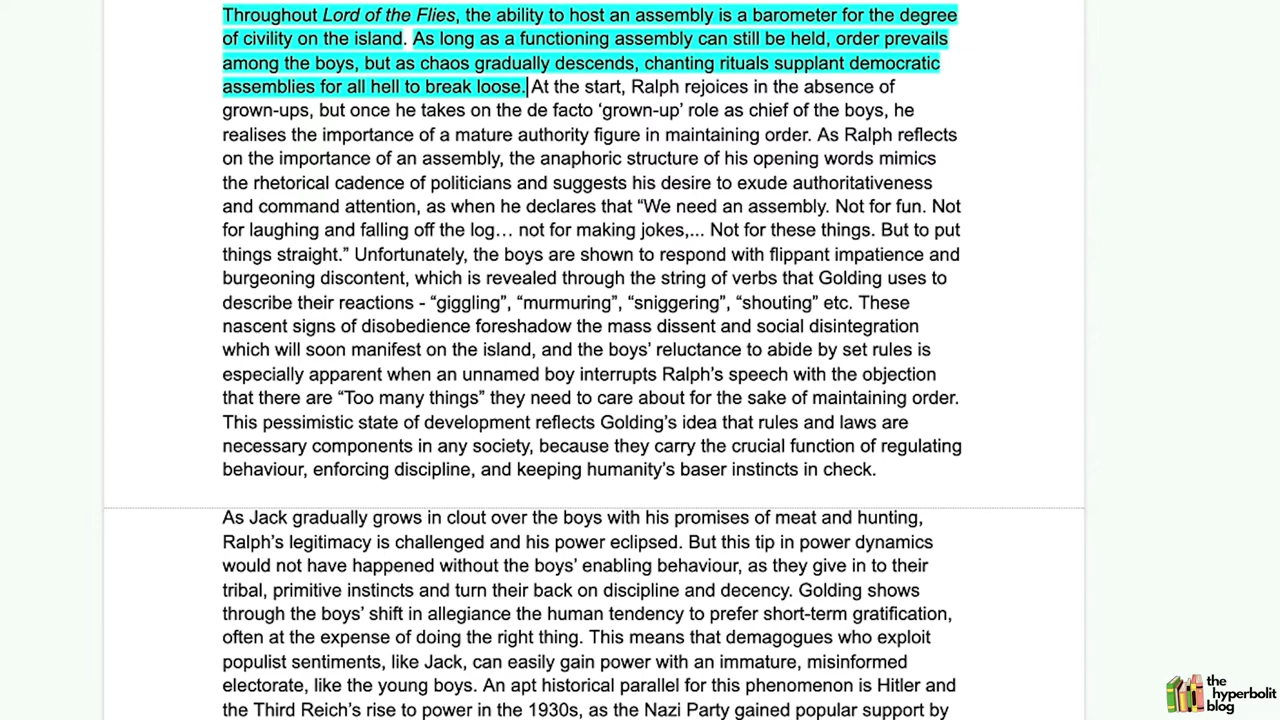 Throughout Lord of the Flies, the ability to host an assembly is a barometer for the degree
of civility on the island. As long as a functioning assembly can still be held, order prevails
among the boys, but as chaos gradually descends, chanting rituals supplant democratic
assemblies for all hell to break loose. At the start, Ralph rejoices in the absence of
grown-ups, but once he takes on the de facto ‘grown-up’ role as chief of the boys, he
realises the importance of a mature authority figure in maintaining order. As Ralph reflects
on the importance of an assembly, the anaphoric structure of his opening words mimics
the rhetorical cadence of politicians and suggests his desire to exude authoritativeness
and command attention, as when he declares that “We need an assembly. Not for fun. Not
for laughing and falling off the log… not for making jokes,... Not for these things. But to put
things straight.” Unfortunately, the boys are shown to respond with flippant impatience and
burgeoning discontent, which is revealed through the string of verbs that Golding uses to
describe their reactions - “giggling”, “murmuring”, “sniggering”, “shouting” etc. These
nascent signs of disobedience foreshadow the mass dissent and social disintegration
which will soon manifest on the island, and the boys’ reluctance to abide by set rules is
especially apparent when an unnamed boy interrupts Ralph’s speech with the objection
that there are “Too many things” they need to care about for the sake of maintaining order.
This pessimistic state of development reflects Golding’s idea that rules and laws are
necessary components in any society, because they carry the crucial function of regulating
behaviour, enforcing discipline, and keeping humanity’s baser instincts in check.
As Jack gradually grows in clout over the boys with his promises of meat and hunting,
Ralph’s legitimacy is challenged and his power eclipsed. But this tip in power dynamics
would not have happened without the boys’ enabling behaviour, as they give in to their
tribal, primitive instincts and turn their back on discipline and decency. Golding shows
through the boys’ shift in allegiance the human tendency to prefer short-term gratification,
often at the expense of doing the right thing. This means that demagogues who exploit
populist sentiments, like Jack, can easily gain power with an immature, misinformed
electorate, like the young boys. An apt historical parallel for this phenomenon is Hitler and
the Third Reich’s rise to power in the 1930s, as the Nazi Party gained popular support by
the
hyperbolit
blog